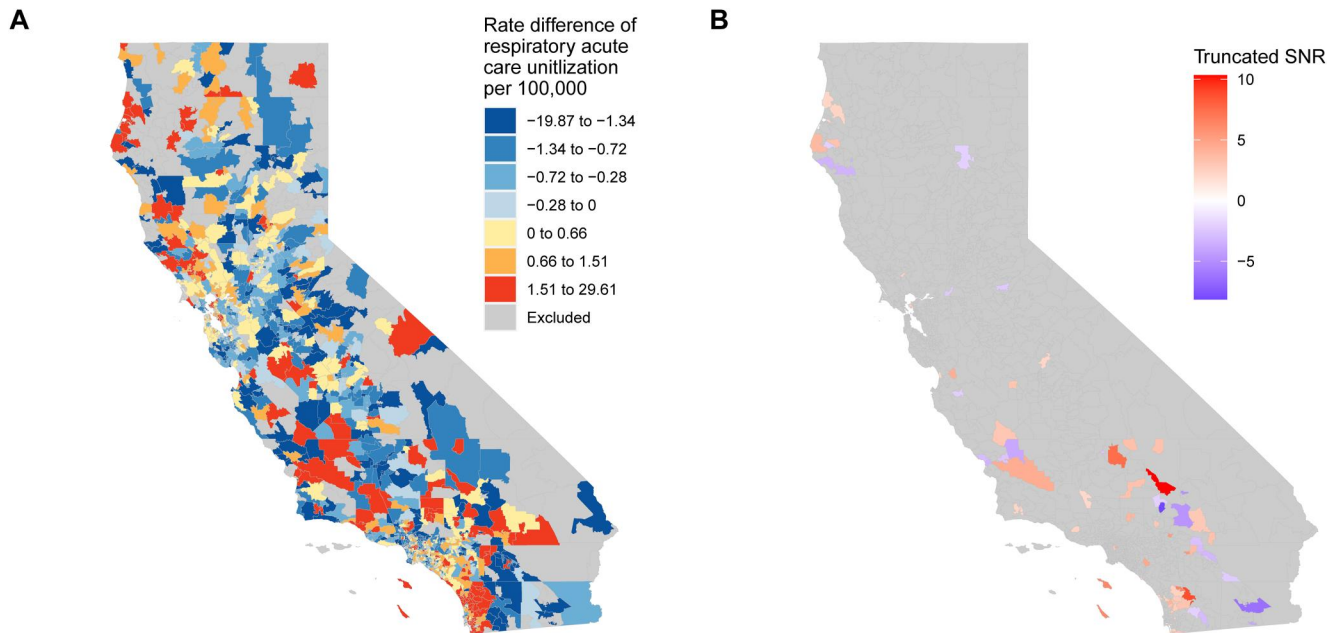 A
Rate difference of
respiratory acute
care unitlization
per 100,000
−19.87 to −1.34
−1.34 to −0.72
−0.72 to −0.28
−0.28 to 0
0 to 0.66
0.66 to 1.51
1.51 to 29.61
Excluded
B
Truncated SNR
10
5
0
−5